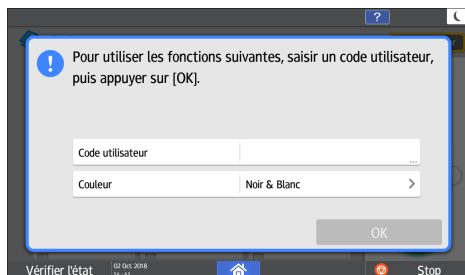 ?
Pour utiliser les fonctions suivantes, saisir un code utilisateur,
puis appuyer sur [OK].
Code utilisateur
...
Couleur Noir & Blanc
OK
Vérifier l'état 02 Oct. 2018 Stop